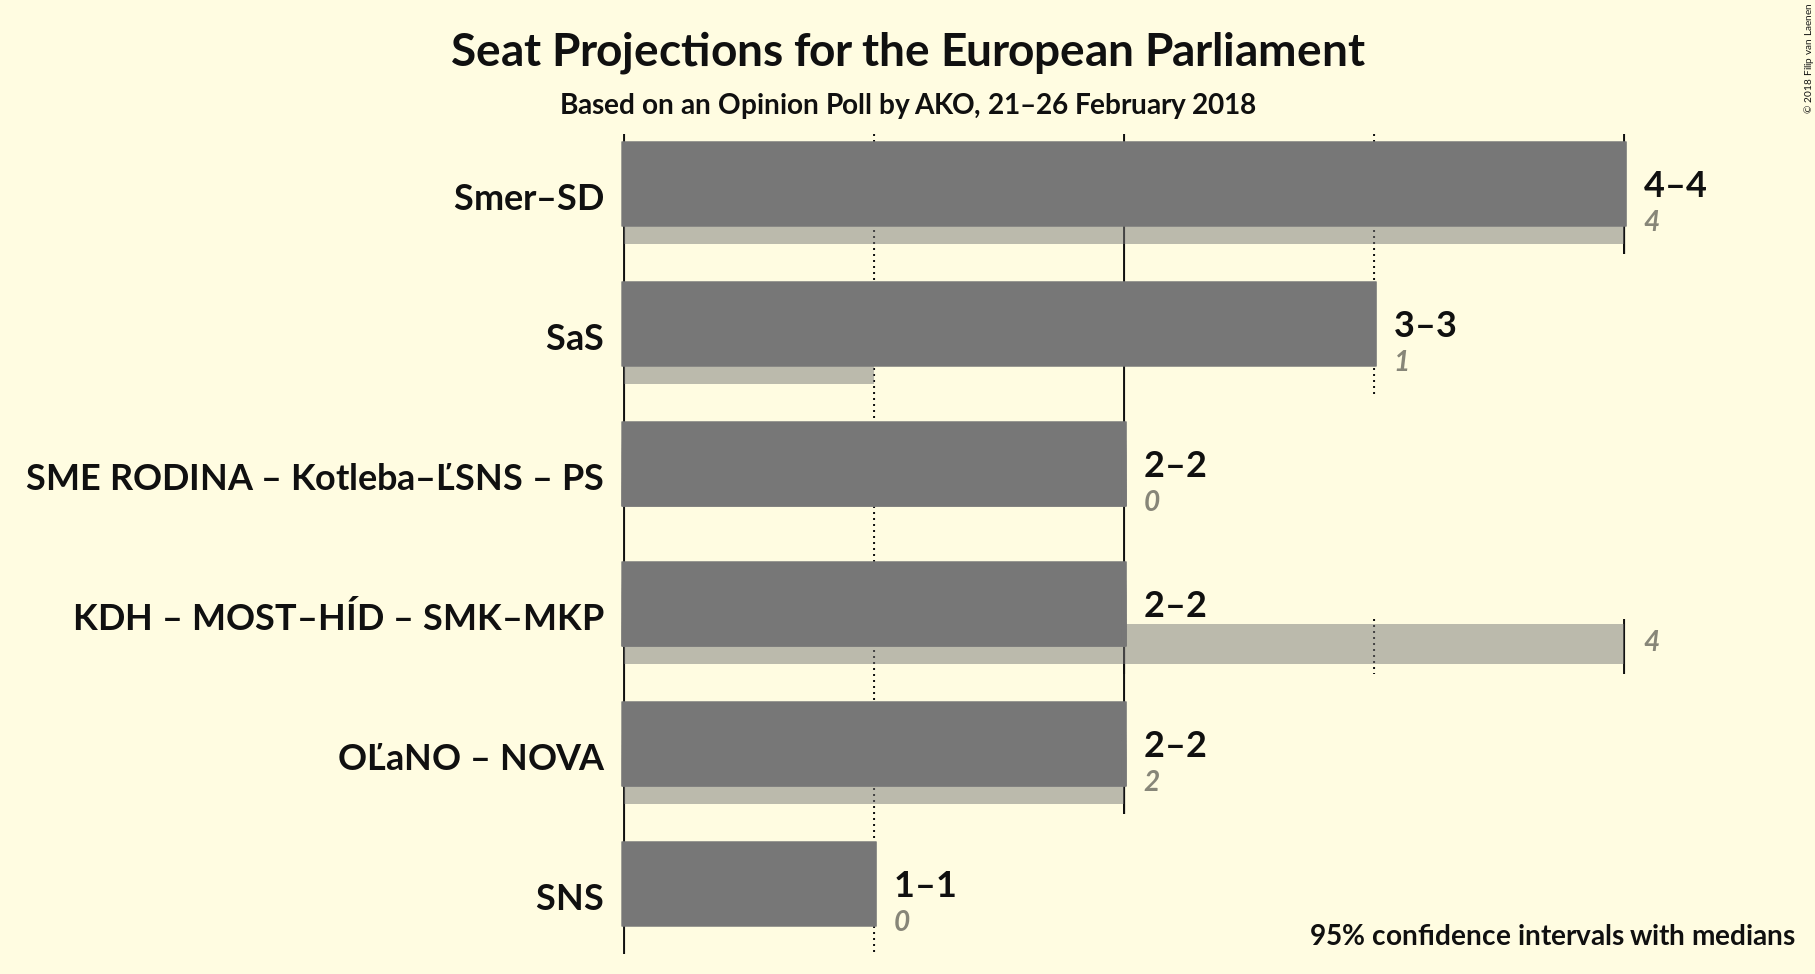 Seat Projections for the European Parliament
Based on an Opinion Poll by AKO, 21–26 February 2018
© 2018 Filip van Laenen
Smer–SD
4–4
4
SaS
3–3
1
SME RODINA – Kotleba–ĽSNS – PS
2–2
0
KDH – MOST–HÍD – SMK–MKP
2–2
4
OĽaNO – NOVA
2–2
2
SNS
1–1
0
95% confidence intervals with medians